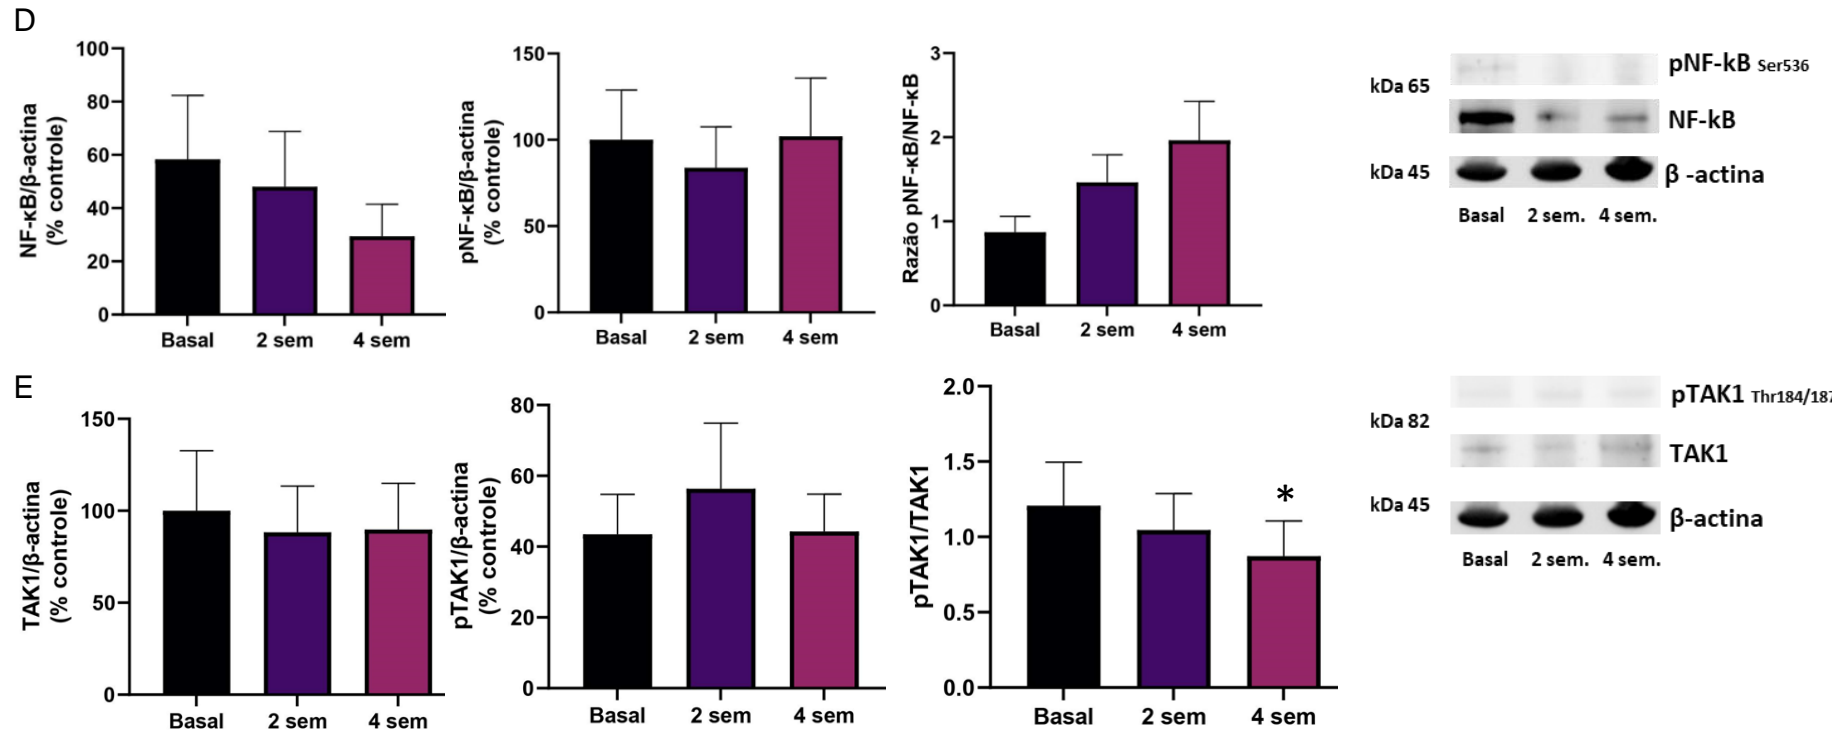 D
NF-κB/β-actina
(% controle)
100
80
60
40
20
0
Basal 2 sem 4 sem
pNF-κB/β-actina
(% controle)
150
100
50
0
Basal 2 sem 4 sem
Razão pNF-κB/NF-κB
3
2
1
0
Basal 2 sem 4 sem
pNF-kB Ser536
kDa 65
NF-kB
kDa 45
β -actina
Basal 2 sem. 4 sem.
E
TAK1/β-actina
(% controle)
150
100
50
0
Basal 2 sem 4 sem
pTAK1/β-actina
(% controle)
80
60
40
20
0
Basal 2 sem 4 sem
pTAK1/TAK1
2.0
1.5
1.0
0.5
0.0
*
Basal 2 sem 4 sem
pTAK1 Thr184/187
kDa 82
TAK1
kDa 45
β-actina
Basal 2 sem. 4 sem.